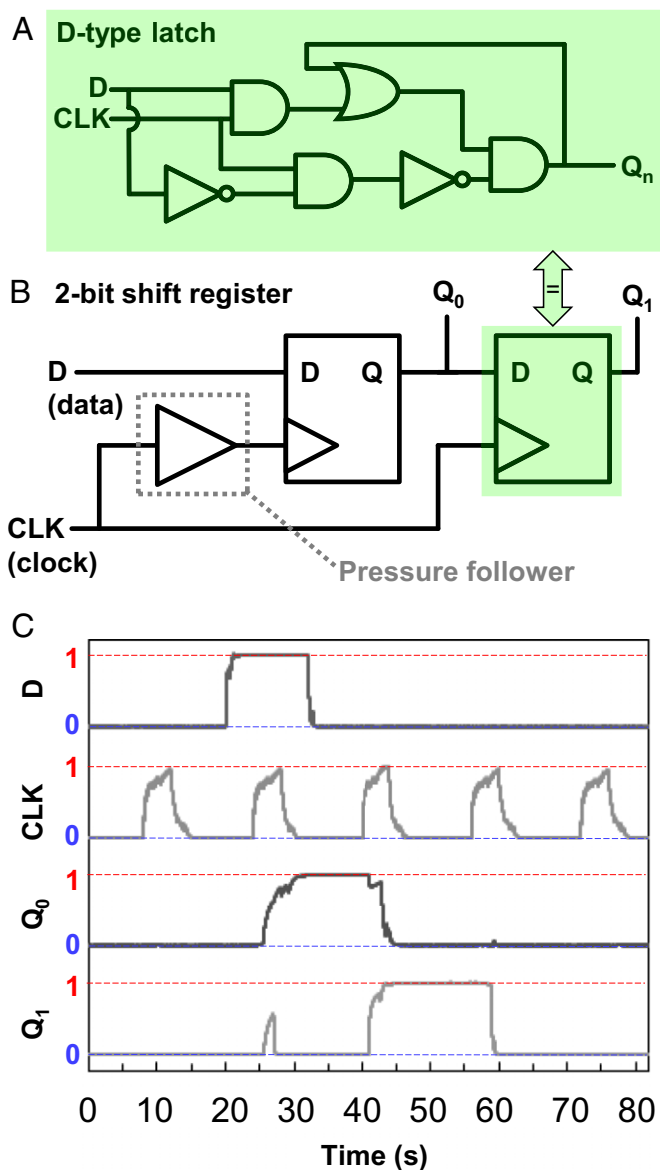 A
D-type latch
D
CLK
Qn
B 2-bit shift register
Q0
=
Q1
D
(data)
D Q
D Q
CLK
(clock)
Pressure follower
C
D
1
0
CLK
1
0
Q0
1
0
Q1
1
0
0 10 20 30 40 50 60 70 80
Time (s)